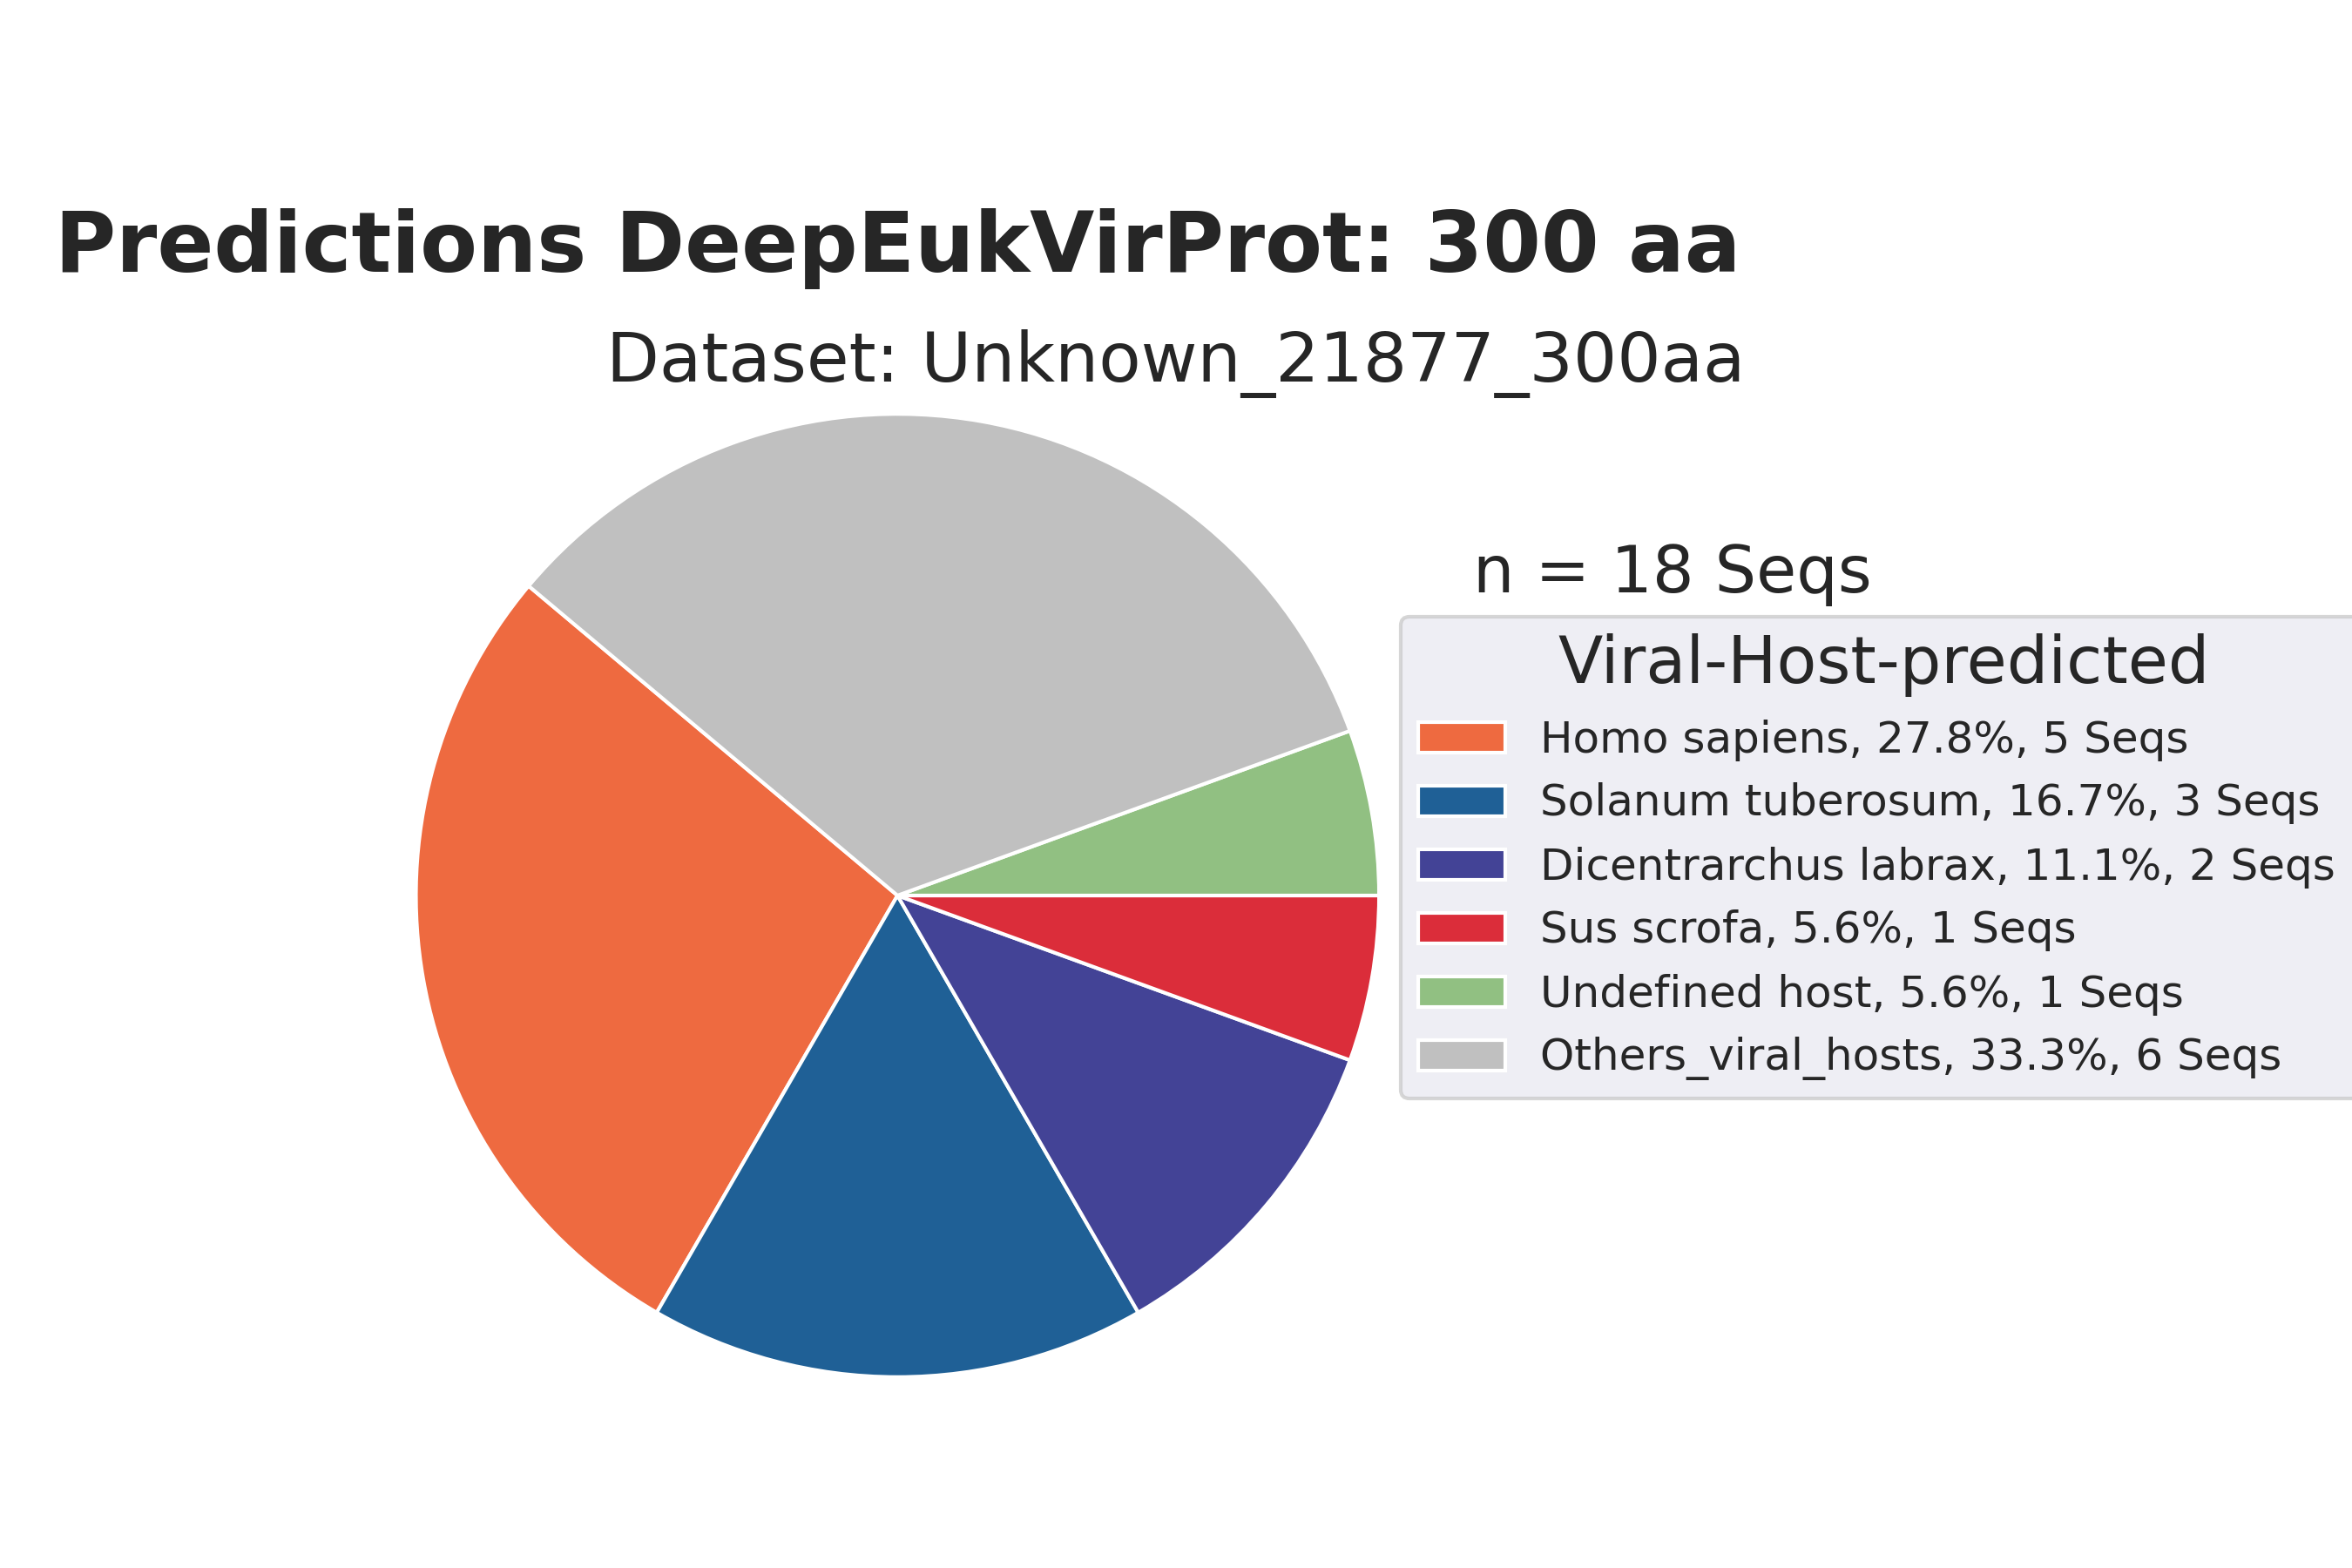 Predictions DeepEukVirProt: 300 aa
Dataset: Unknown_21877_300aa
n = 18 Seqs
Viral-Host-predicted
Homo sapiens, 27.8%, 5 Seqs
Solanum tuberosum, 16.7%, 3 Seqs
Dicentrarchus labrax, 11.1%, 2 Seqs
Sus scrofa, 5.6%, 1 Seqs
Undefined host, 5.6%, 1 Seqs
Others_viral_hosts, 33.3%, 6 Seqs